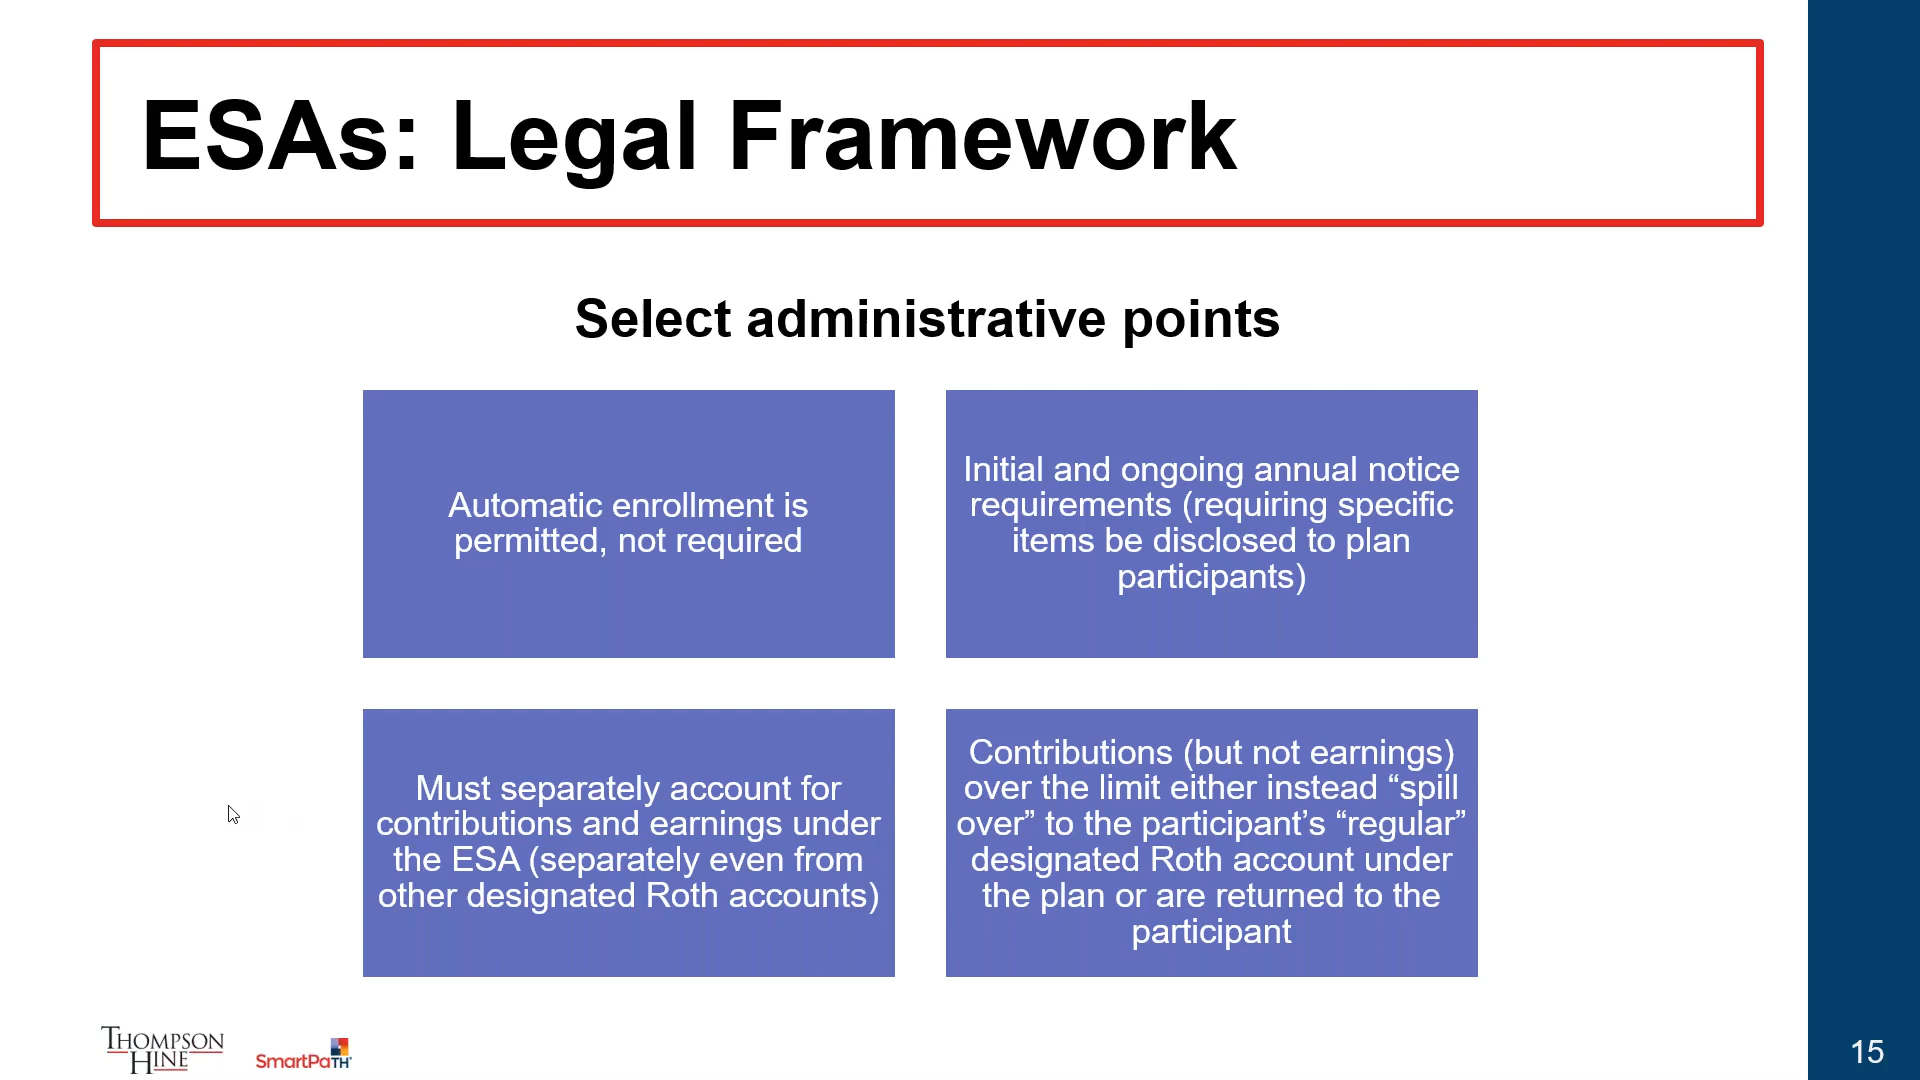 ESAs: Legal Framework
Select administrative points
Automatic enrollment is
permitted, not required
Initial and ongoing annual notice
requirements (requiring specific
items be disclosed to plan
participants)
Must separately account for
contributions and earnings under
the ESA (separately even from
other designated Roth accounts)
Contributions (but not earnings)
over the limit either instead “spill
over” to the participant’s “regular”
designated Roth account under
the plan or are returned to the
participant
THOMPSON
HINE
SmartPaTH
15